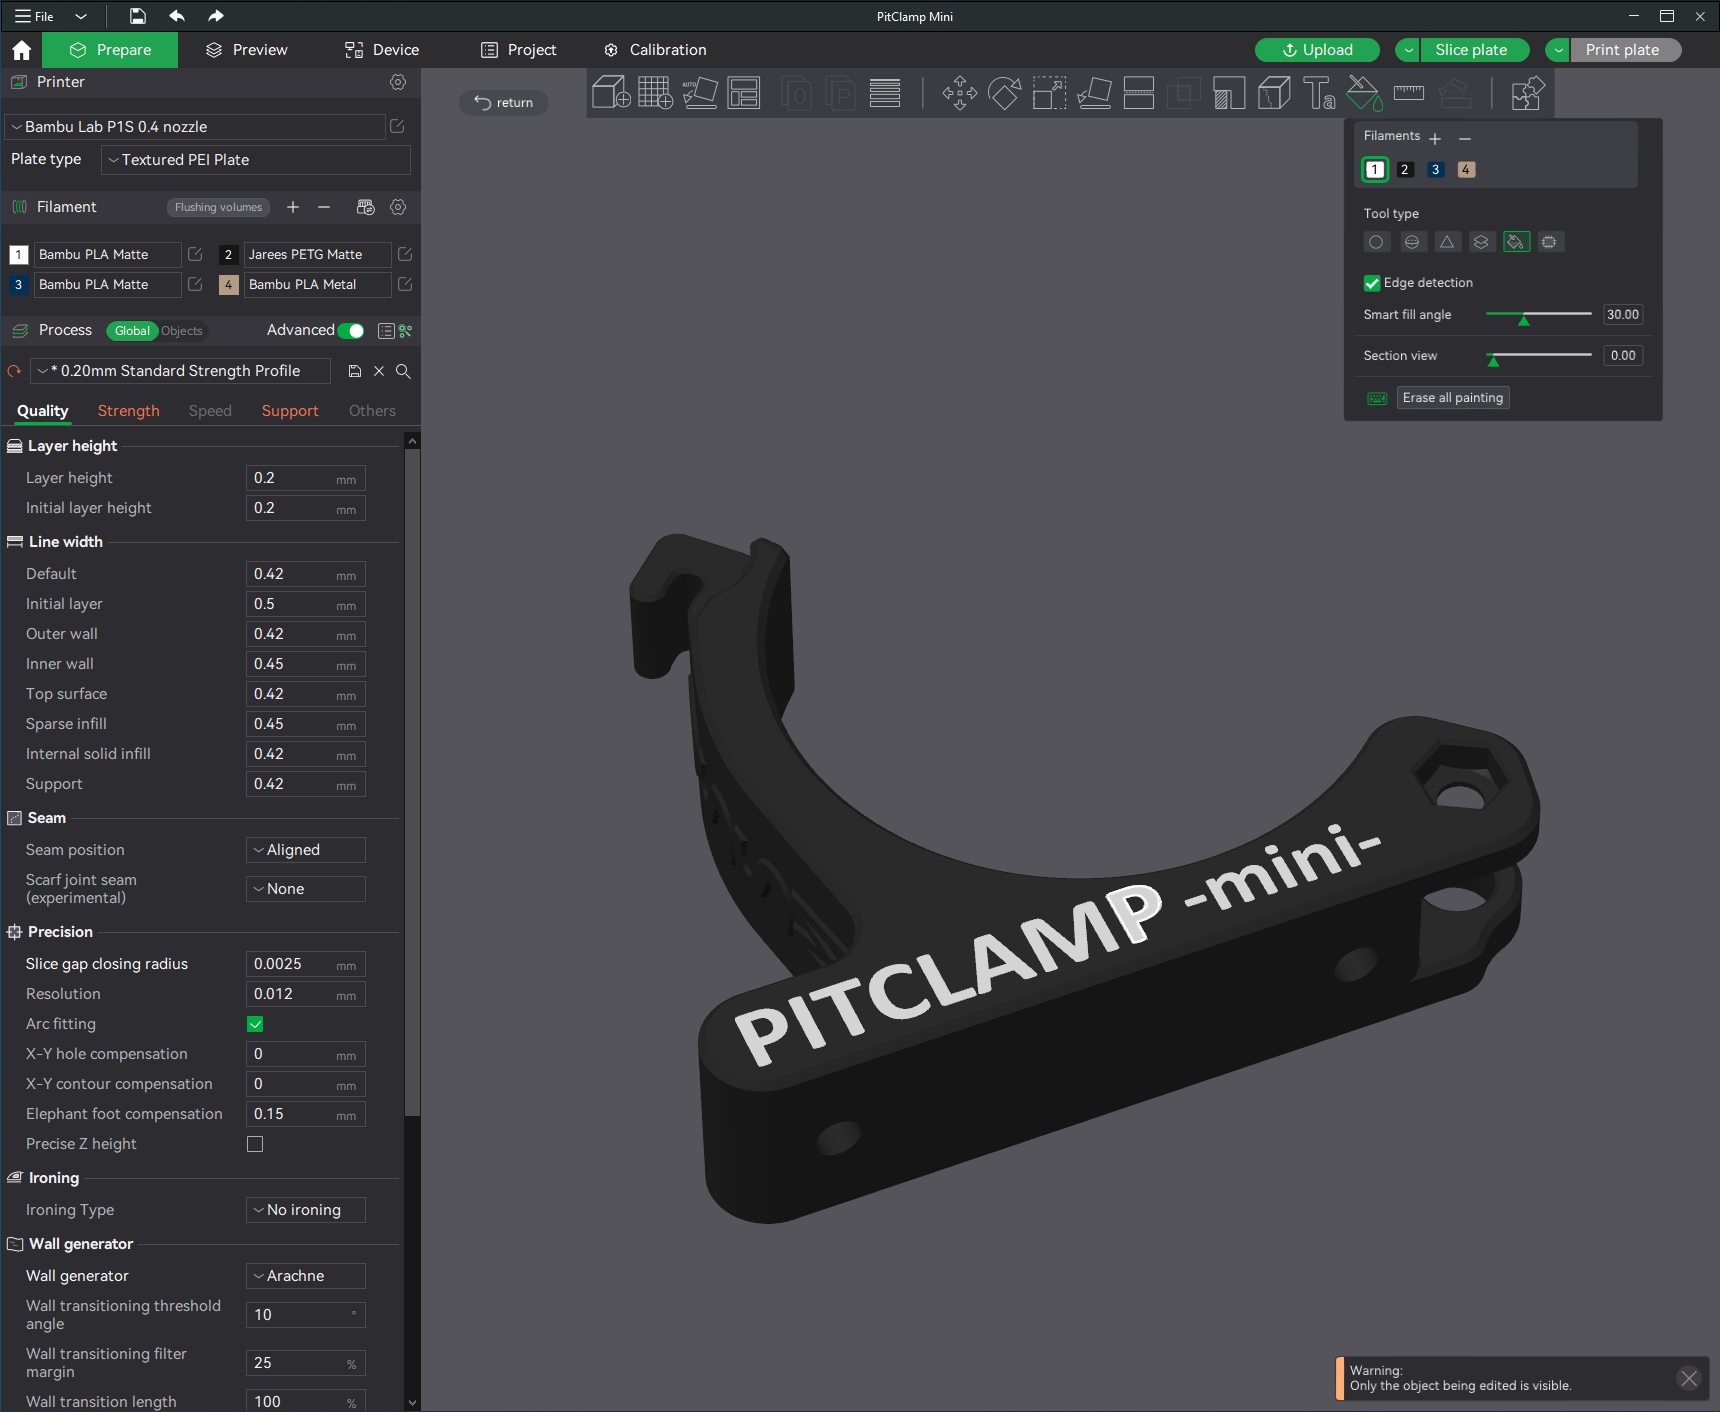 File
PitClamp Mini
Prepare
Preview
Device
Project
Calibration
Upload
Slice plate
Print plate
Printer
Bambu Lab P1S 0.4 nozzle
Plate type
Textured PEI Plate
Filament
Flushing volumes
1
Bambu PLA Matte
2
Jarees PETG Matte
3
Bambu PLA Matte
4
Bambu PLA Metal
Process
Global
Objects
Advanced
* 0.20mm Standard Strength Profile
Quality
Strength
Speed
Support
Others
Layer height
Layer height
0.2 mm
Initial layer height
0.2 mm
Line width
Default
0.42 mm
Initial layer
0.5 mm
Outer wall
0.42 mm
Inner wall
0.45 mm
Top surface
0.42 mm
Sparse infill
0.45 mm
Internal solid infill
0.42 mm
Support
0.42 mm
Seam
Seam position
Aligned
Scarf joint seam
(experimental)
None
Precision
Slice gap closing radius
0.0025 mm
Resolution
0.012 mm
Arc fitting
X-Y hole compensation
0 mm
X-Y contour compensation
0 mm
Elephant foot compensation
0.15 mm
Precise Z height
Ironing
Ironing Type
No ironing
Wall generator
Wall generator
Arachne
Wall transitioning threshold
angle
10 °
Wall transitioning filter
margin
25 %
Wall transition length
100 %
return
AUTO
Ta
Filaments
1
2
3
4
Tool type
Edge detection
Smart fill angle
30.00
Section view
0.00
Erase all painting
PITCLAMP -mini-
Warning:
Only the object being edited is visible.